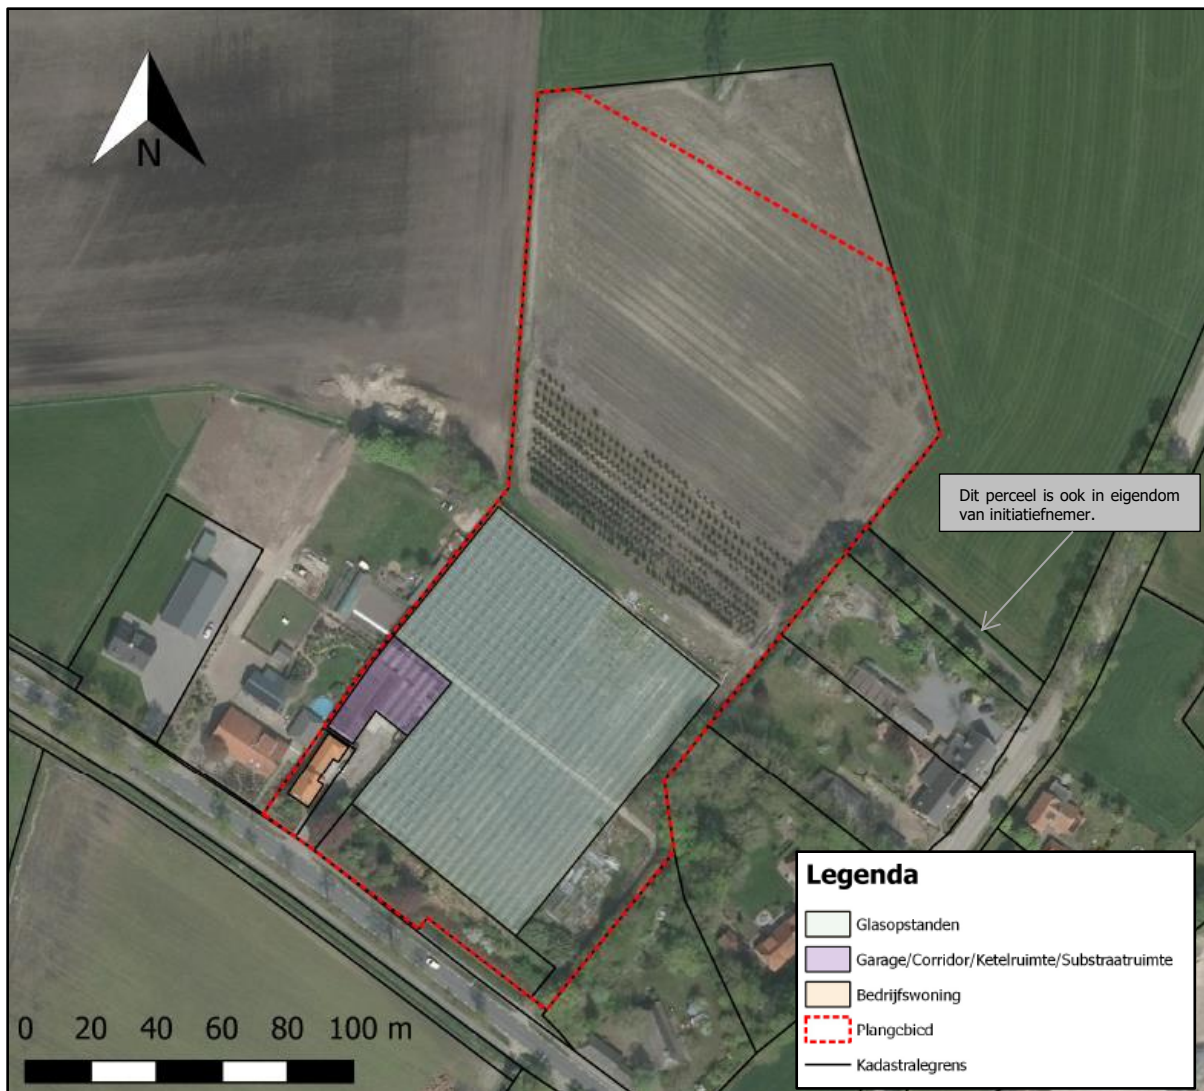 N
Dit perceel is ook in eigendom
van initiatiefnemer.
Legenda
Glasopstanden
Garage/Corridor/Ketelruimte/Substraatruimte
Bedrijfswoning
Plangebied
Kadastralegrens
0 20 40 60 80 100 m